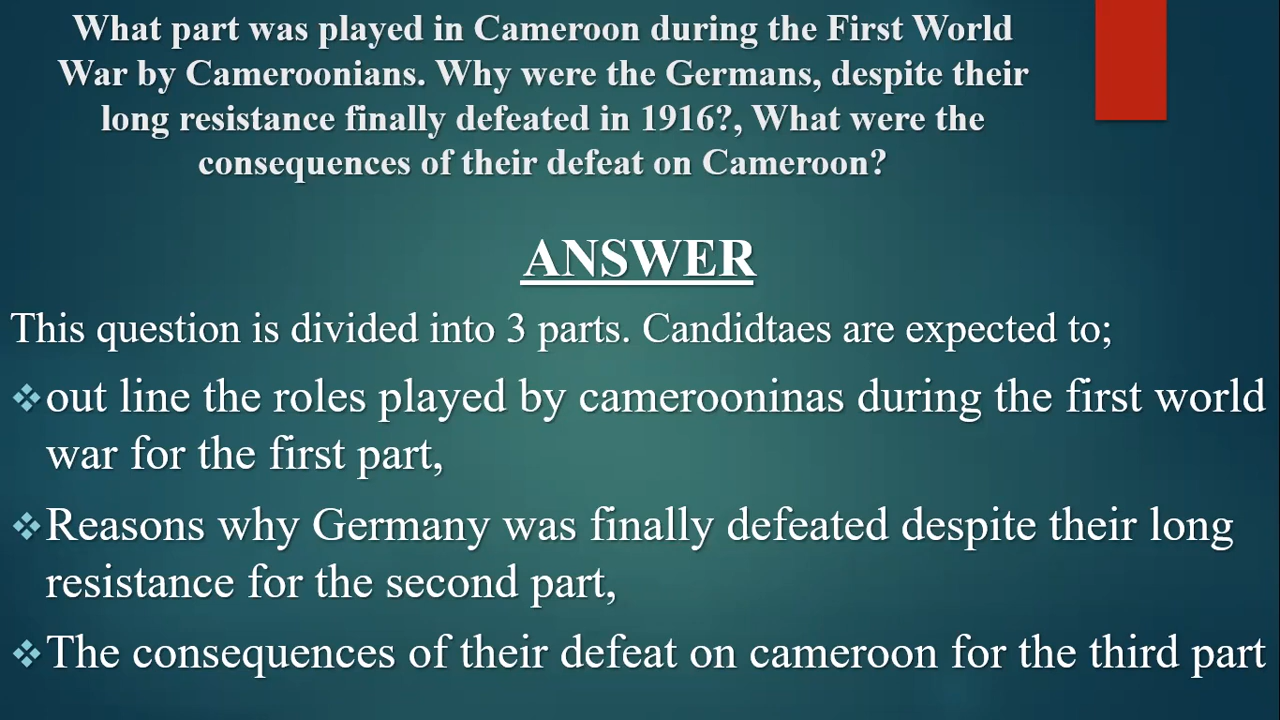 What part was played in Cameroon during the First World
War by Cameroonians. Why were the Germans, despite their
long resistance finally defeated in 1916?, What were the
consequences of their defeat on Cameroon?
ANSWER
This question is divided into 3 parts. Candidtaes are expected to;
❖out line the roles played by camerooninas during the first world
war for the first part,
❖Reasons why Germany was finally defeated despite their long
resistance for the second part,
❖The consequences of their defeat on cameroon for the third part